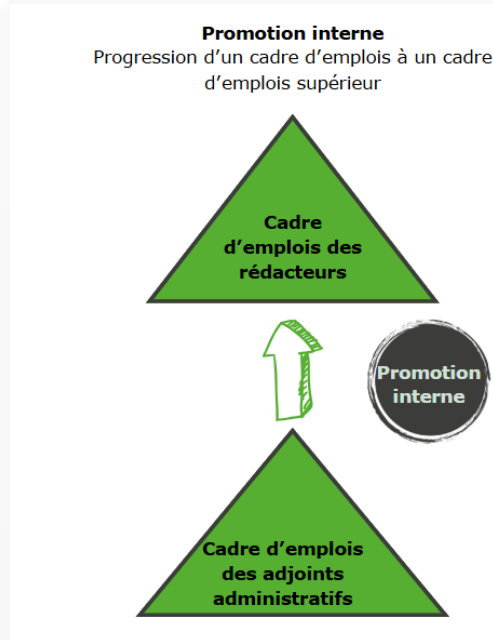 Promotion interne
Progression d’un cadre d’emplois à un cadre
d’emplois supérieur
Cadre
d’emplois des
rédacteurs
Promotion
interne
Cadre d’emplois
des adjoints
administratifs